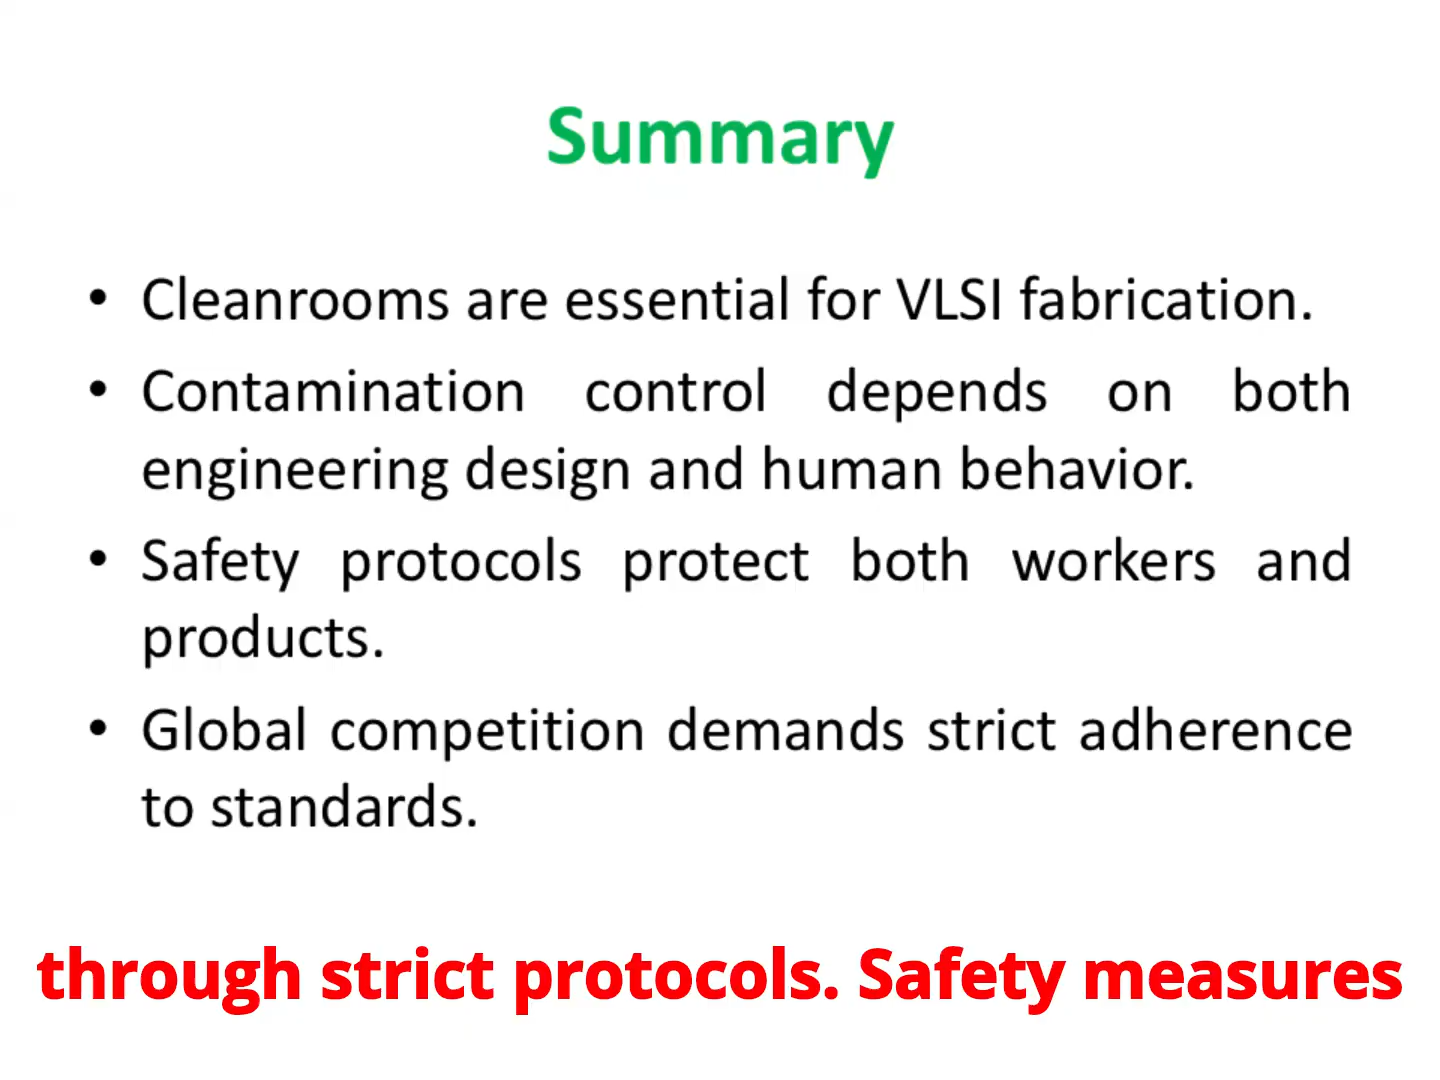 Summary
• Cleanrooms are essential for VLSI fabrication.
• Contamination control depends on both
engineering design and human behavior.
• Safety protocols protect both workers and
products.
• Global competition demands strict adherence
to standards.
through strict protocols. Safety measures